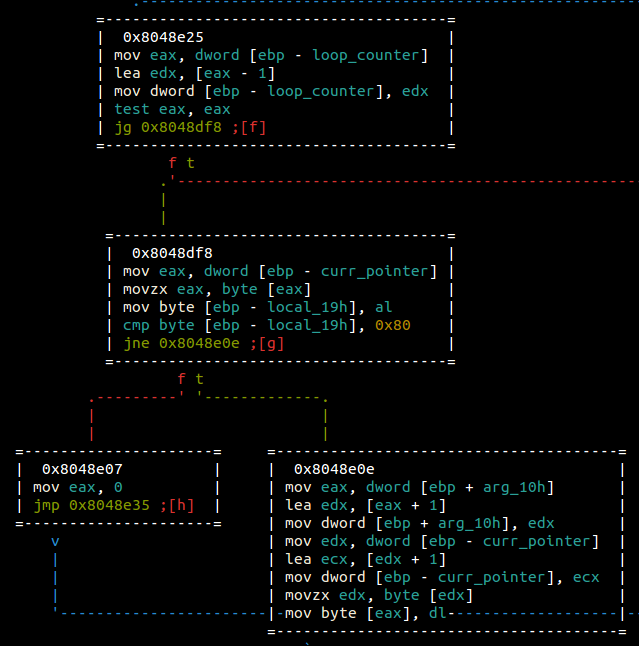 0x8048e25
mov eax, dword [ebp - loop_counter]
lea edx, [eax - 1]
mov dword [ebp - loop_counter], edx
test eax, eax
jg 0x8048df8 ;[f]
f t
0x8048df8
mov eax, dword [ebp - curr_pointer]
movzx eax, byte [eax]
mov byte [ebp - local_19h], al
cmp byte [ebp - local_19h], 0x80
jne 0x8048e0e ;[g]
f t
0x8048e07
mov eax, 0
jmp 0x8048e35 ;[h]
v
0x8048e0e
mov eax, dword [ebp + arg_10h]
lea edx, [eax + 1]
mov dword [ebp + arg_10h], edx
mov edx, dword [ebp - curr_pointer]
lea ecx, [edx + 1]
mov dword [ebp - curr_pointer], ecx
movzx edx, byte [edx]
mov byte [eax], dl